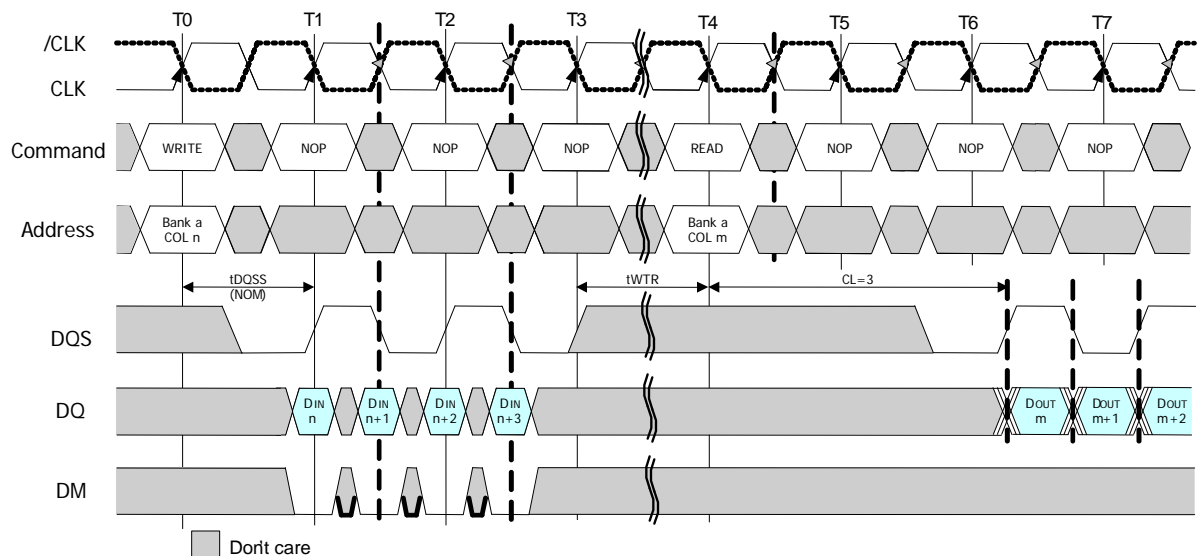 T0 T1 T2 T3 T4 T5 T6 T7
/CLK
CLK
Command WRITE NOP NOP NOP READ NOP NOP NOP
Address Bank a COL n Bank a COL m
tDQSS (NOM) tWTR CL=3
DQS
DQ DIN n DIN n+1 DIN n+2 DIN n+3 DOUT m DOUT m+1 DOUT m+2
DM
Don't care